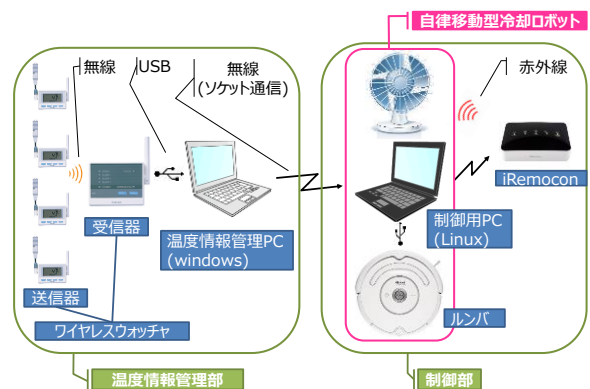 自律移動型冷却ロボット
無線
USB
無線
(ソケット通信)
赤外線
受信器
温度情報管理PC
(windows)
制御用PC
(Linux)
iRemocon
送信器
ワイヤレスウォッチャ
ルンバ
温度情報管理部
制御部